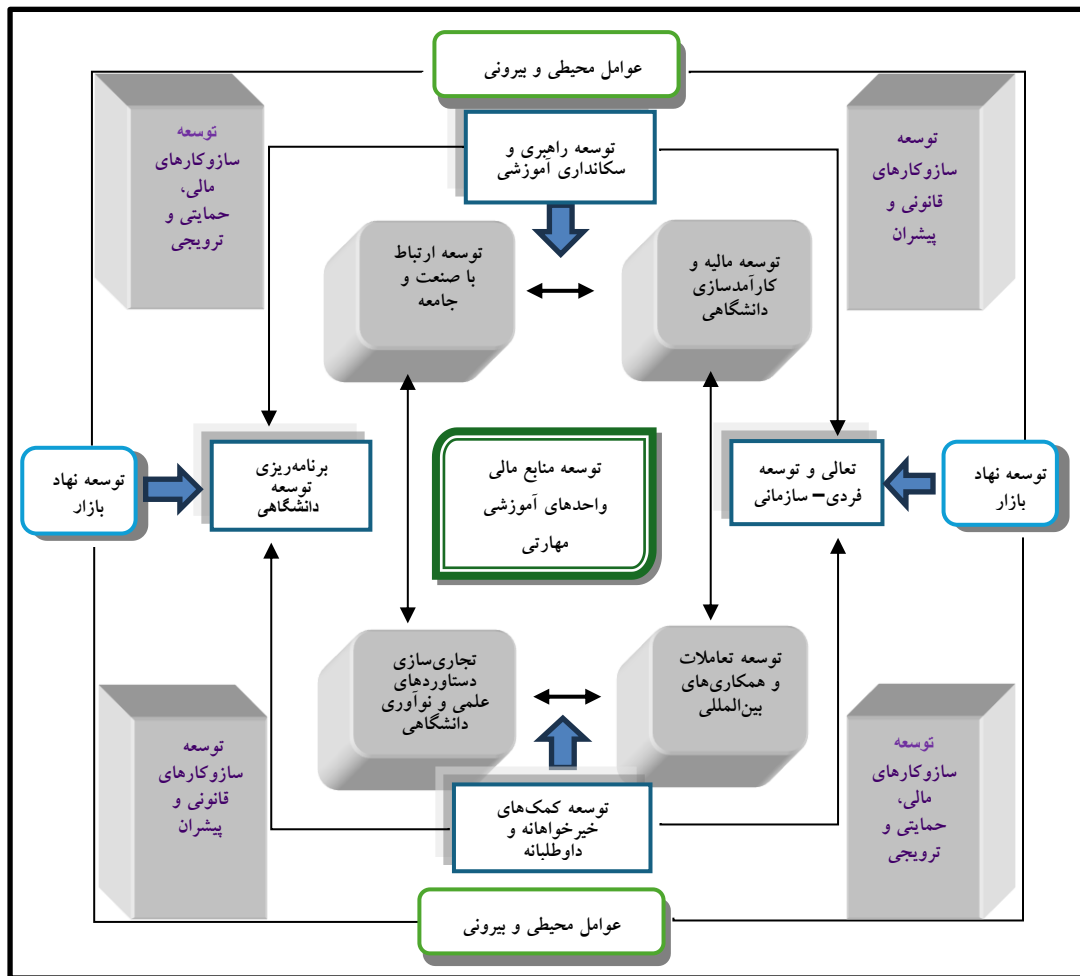 عوامل محیطی و بیرونی
توسعه
سازوکارهای
قانونی و
پیشران
توسعه راهبری و
سکانداری آموزشی
توسعه
سازوکارهای
مالی،
حمایتی و
ترویجی
توسعه مالیه و
کارآمدسازی
دانشگاهی
توسعه ارتباط
با صنعت و
جامعه
توسعه نهاد
بازار
تعالی و توسعه
فردی– سازمانی
توسعه منابع مالی
واحدهای آموزشی
مهارتی
برنامه‌ریزی
توسعه
دانشگاهی
توسعه نهاد
بازار
توسعه تعاملات
و همکاری‌های
بین‌المللی
تجاری‌سازی
دستاوردهای
علمی و نوآوری
دانشگاهی
توسعه
سازوکارهای
مالی،
حمایتی و
ترویجی
توسعه کمک‌های
خیرخواهانه و
داوطلبانه
توسعه
سازوکارهای
قانونی و
پیشران
عوامل محیطی و بیرونی